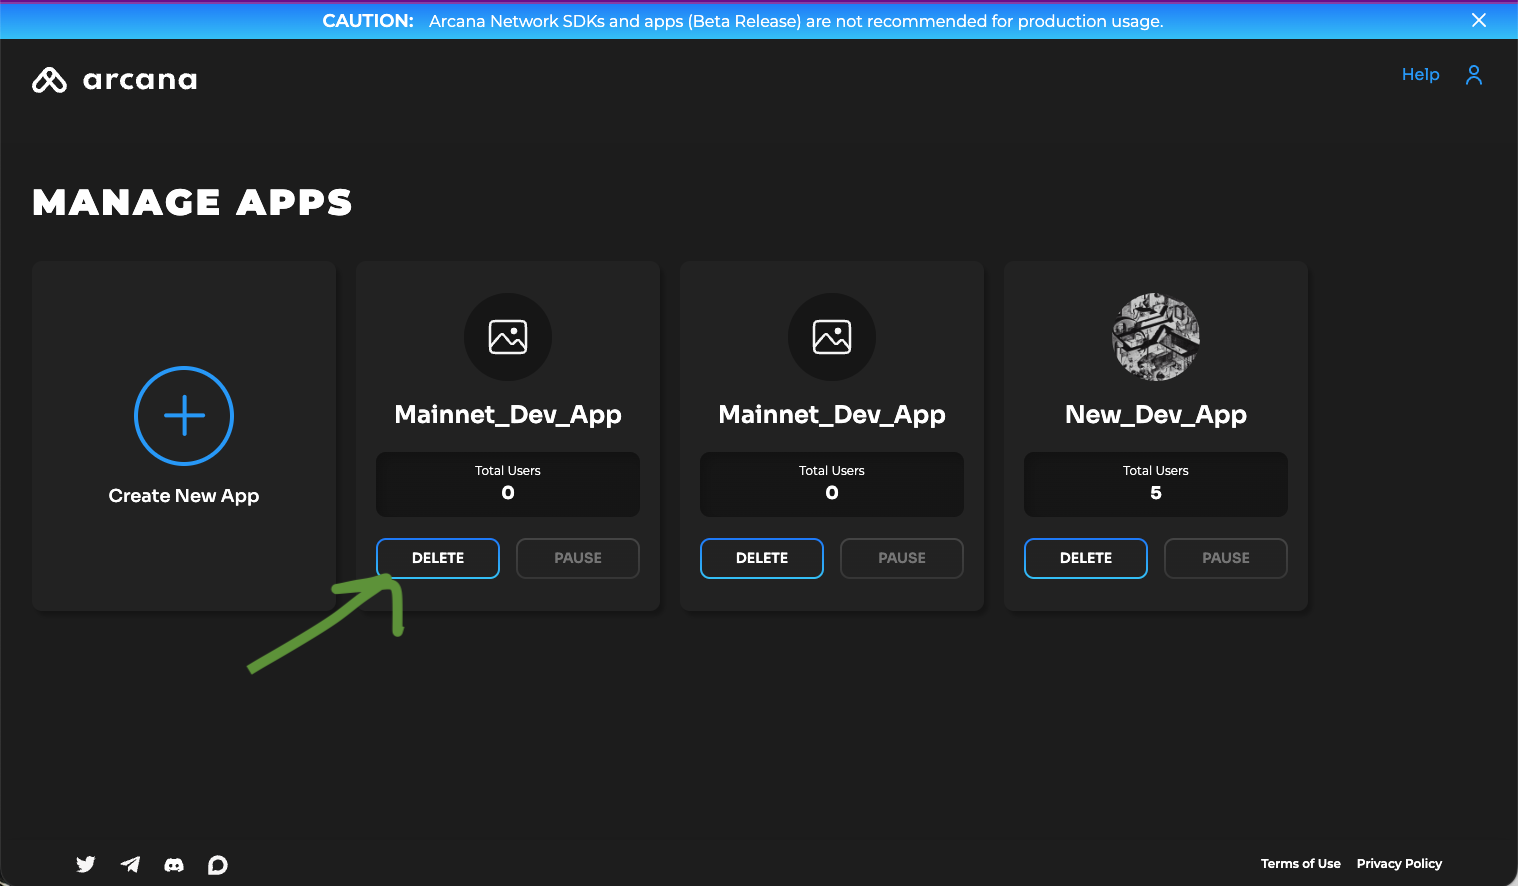 CAUTION: Arcana Network SDKs and apps (Beta Release) are not recommended for production usage.
arcana
Help
MANAGE APPS
Create New App
Mainnet_Dev_App
Total Users
0
DELETE PAUSE
Mainnet_Dev_App
Total Users
0
DELETE PAUSE
New_Dev_App
Total Users
5
DELETE PAUSE
Terms of Use Privacy Policy